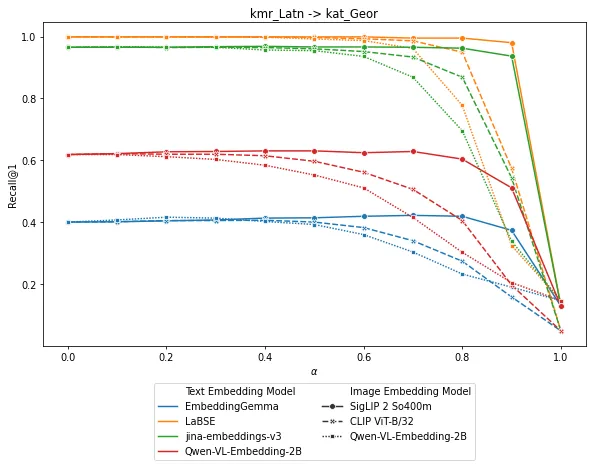 kmr_Latn -> kat_Geor
Recall@1
1.0
0.8
0.6
0.4
0.2
0.0 0.2 0.4 0.6 0.8 1.0
α
Text Embedding Model Image Embedding Model
EmbeddingGemma SigLIP 2 So400m
LaBSE CLIP ViT-B/32
jina-embeddings-v3 Qwen-VL-Embedding-2B
Qwen-VL-Embedding-2B